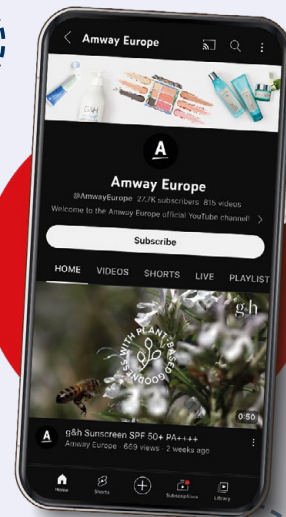 Amway Europe
G&H
A
Amway Europe
@AmwayEurope 27.7K subscribers 815 videos
Welcome to the Amway Europe official YouTube channel!
Subscribe
HOME VIDEOS SHORTS LIVE PLAYLIST
g&h
WITH PLANT-BASED GOODNESS
0:50
A
g&h Sunscreen SPF 50+ PA++++
Amway Europe · 669 views · 2 weeks ago
Home Shorts Subscriptions Library